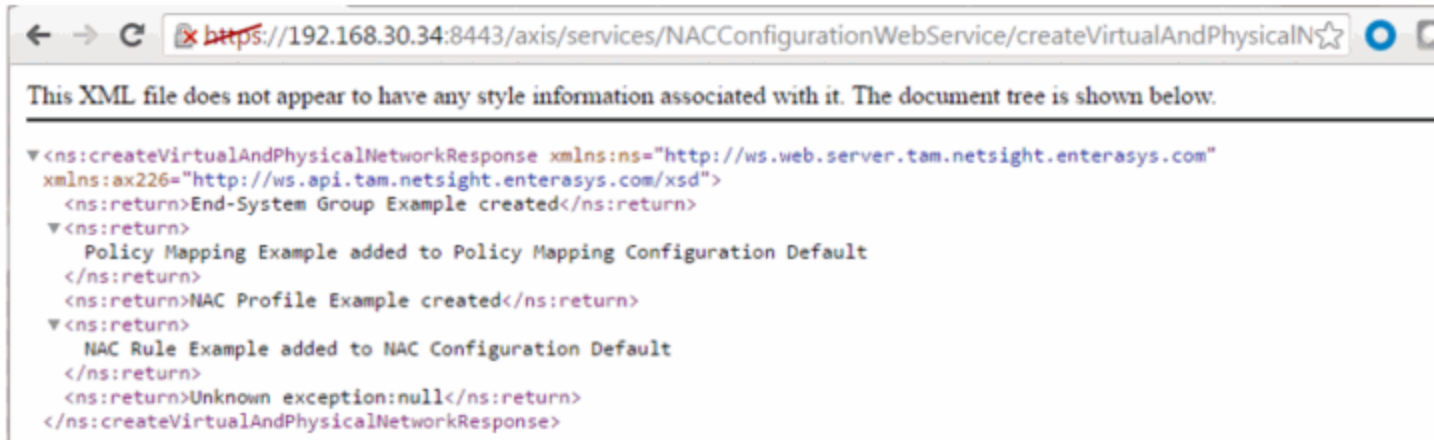 https://192.168.30.34:8443/axis/services/NACConfigurationWebService/createVirtualAndPhysicalN
This XML file does not appear to have any style information associated with it. The document tree is shown below.
▼<ns:createVirtualAndPhysicalNetworkResponse xmlns:ns="http://ws.web.server.tam.netsight.enterasys.com"
xmlns:ax226="http://ws.api.tam.netsight.enterasys.com/xsd">
<ns:return>End-System Group Example created</ns:return>
▼<ns:return>
Policy Mapping Example added to Policy Mapping Configuration Default
</ns:return>
<ns:return>NAC Profile Example created</ns:return>
▼<ns:return>
NAC Rule Example added to NAC Configuration Default
</ns:return>
<ns:return>Unknown exception:null</ns:return>
</ns:createVirtualAndPhysicalNetworkResponse>